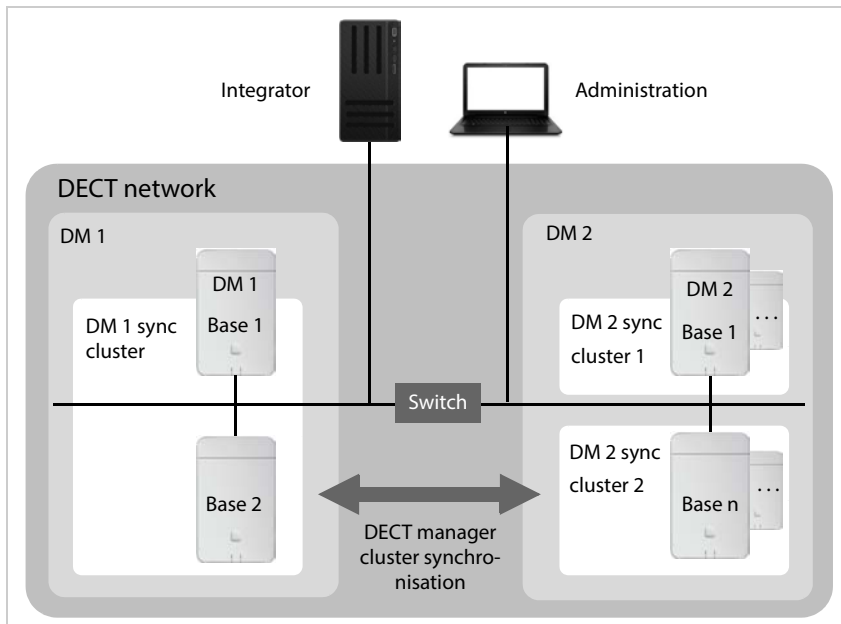 Integrator
Administration
DECT network
DM 1
DM 2
DM 1
Base 1
DM 1 sync
cluster
DM 2
Base 1
...
DM 2 sync
cluster 1
Switch
Base 2
DM 2 sync
cluster 2
Base n
...
DECT manager
cluster synchro-
nisation